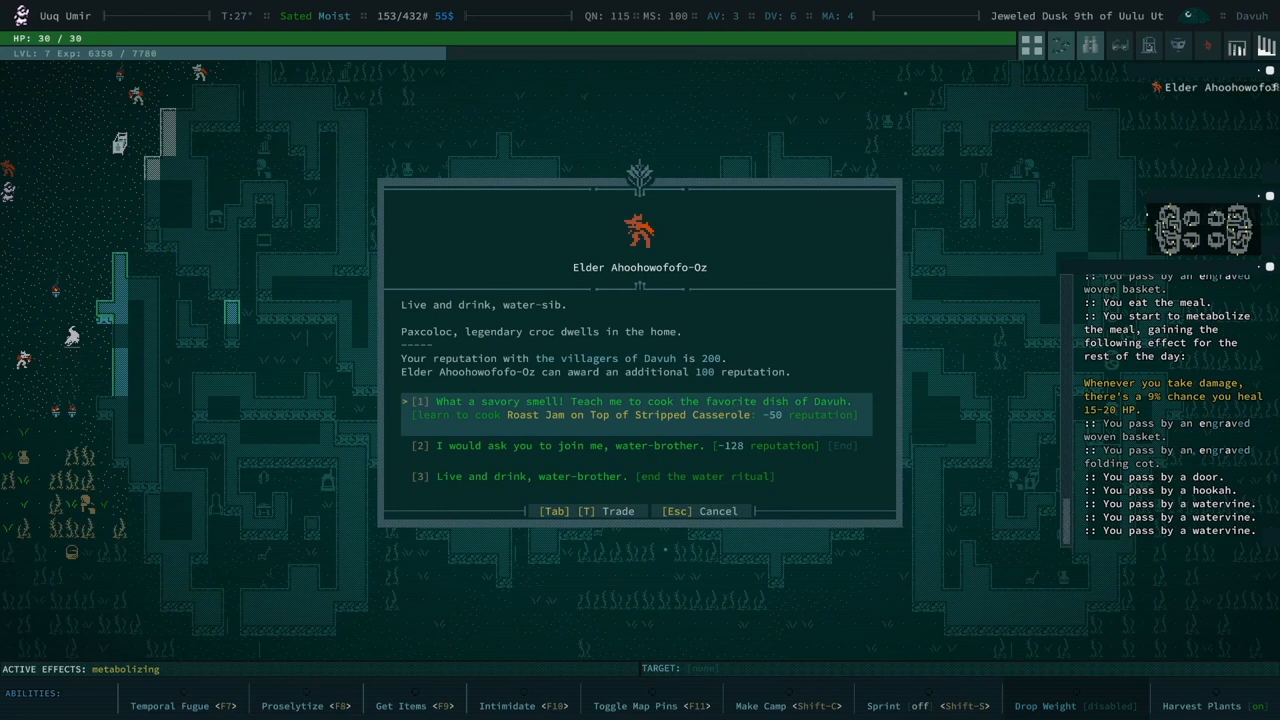 Uuq Umir T:27° Sated Moist 153/432# 55$ QN: 115 MS: 100 AV: 3 DV: 6 MA: 4 Jeweled Dusk 9th of Uulu Ut Davuh
HP: 30 / 30
LVL: 7 Exp: 6358 / 7780
Elder Ahoohowofof
Elder Ahoohowofofo-Oz
Live and drink, water-sib.
Paxcoloc, legendary croc dwells in the home.
-----
Your reputation with the villagers of Davuh is 200.
Elder Ahoohowofofo-Oz can award an additional 100 reputation.
>[1] What a savory smell! Teach me to cook the favorite dish of Davuh.
[learn to cook Roast Jam on Top of Stripped Casserole: -50 reputation]
[2] I would ask you to join me, water-brother. [-128 reputation] [End]
[3] Live and drink, water-brother. [end the water ritual]
[Tab] [T] Trade [Esc] Cancel
:: You pass by an engraved
woven basket.
:: You eat the meal.
:: You start to metabolize
the meal, gaining the
following effect for the
rest of the day:
Whenever you take damage,
there's a 9% chance you heal
15-20 HP.
:: You pass by an engraved
woven basket.
:: You pass by an engraved
folding cot.
:: You pass by a door.
:: You pass by a hookah.
:: You pass by a watervine.
:: You pass by a watervine.
:: You pass by a watervine.
ACTIVE EFFECTS: metabolizing TARGET: [none]
ABILITIES: Temporal Fugue <F7> Proselytize <F8> Get Items <F9> Intimidate <F10> Toggle Map Pins <F11> Make Camp <Shift-C> Sprint [off] <Shift-S> Drop Weight [disabled] Harvest Plants [on]